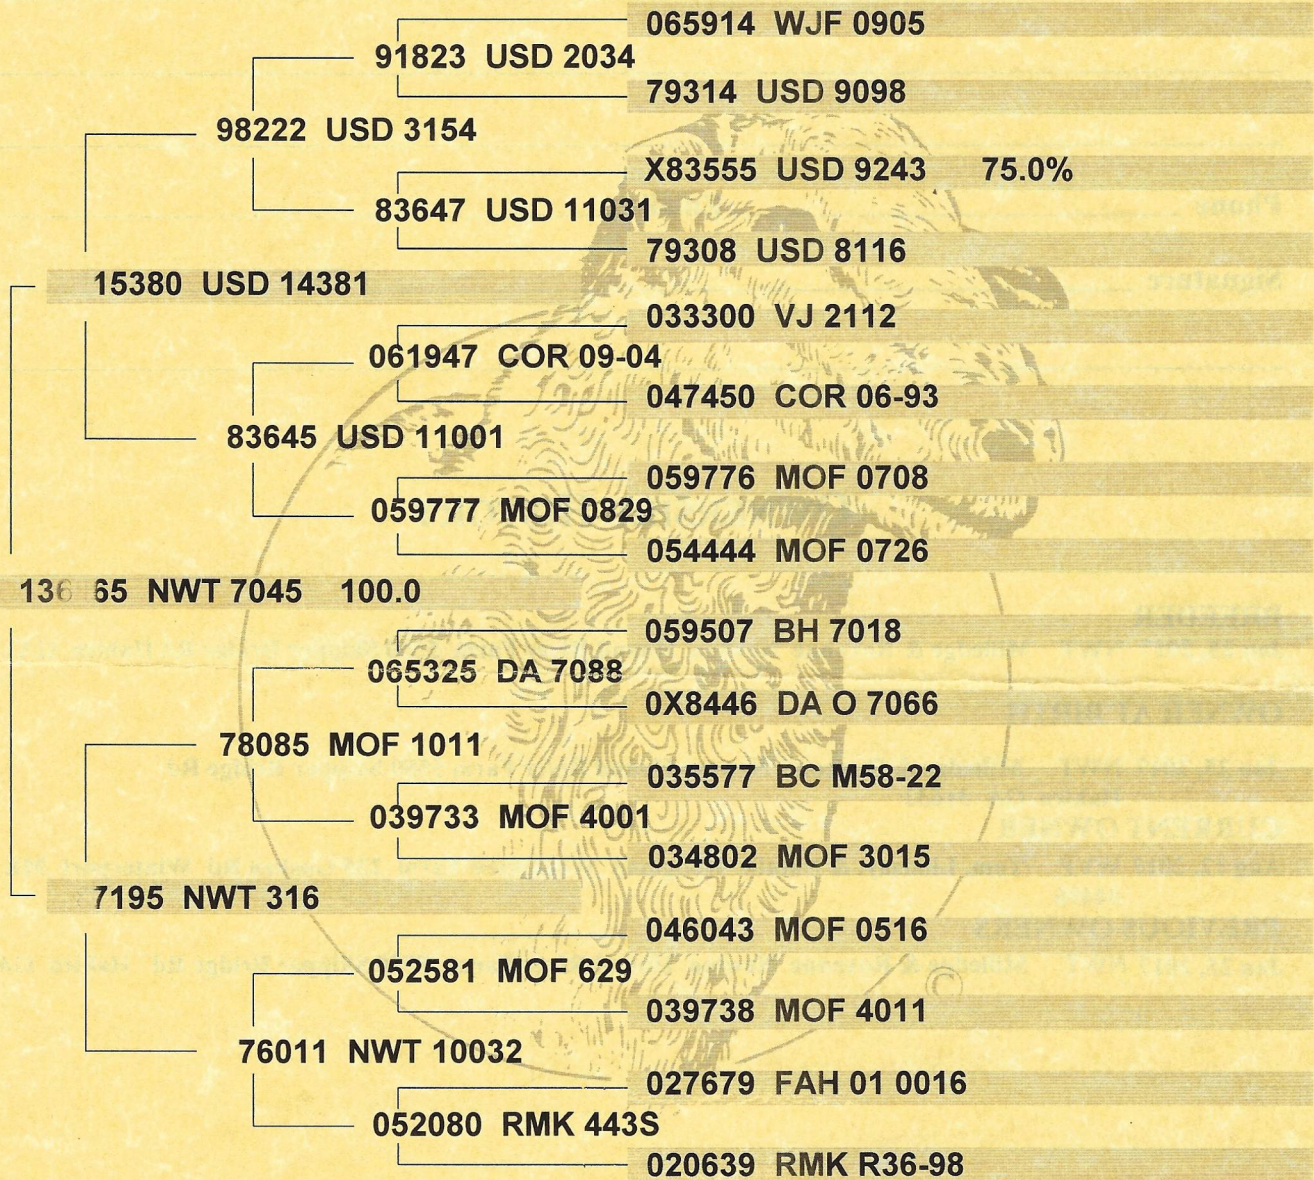 065914 WJF 0905
91823 USD 2034
79314 USD 9098
98222 USD 3154
X83555 USD 9243 75.0%
83647 USD 11031
79308 USD 8116
15380 USD 14381
033300 VJ 2112
061947 COR 09-04
047450 COR 06-93
83645 USD 11001
059776 MOF 0708
059777 MOF 0829
054444 MOF 0726
NWT 7045 100.0
059507 BH 7018
065325 DA 7088
0X8446 DA O 7066
78085 MOF 1011
035577 BC M58-22
039733 MOF 4001
034802 MOF 3015
7195 NWT 316
046043 MOF 0516
052581 MOF 629
039738 MOF 4011
76011 NWT 10032
027679 FAH 01 0016
052080 RMK 443S
020639 RMK R36-98
©